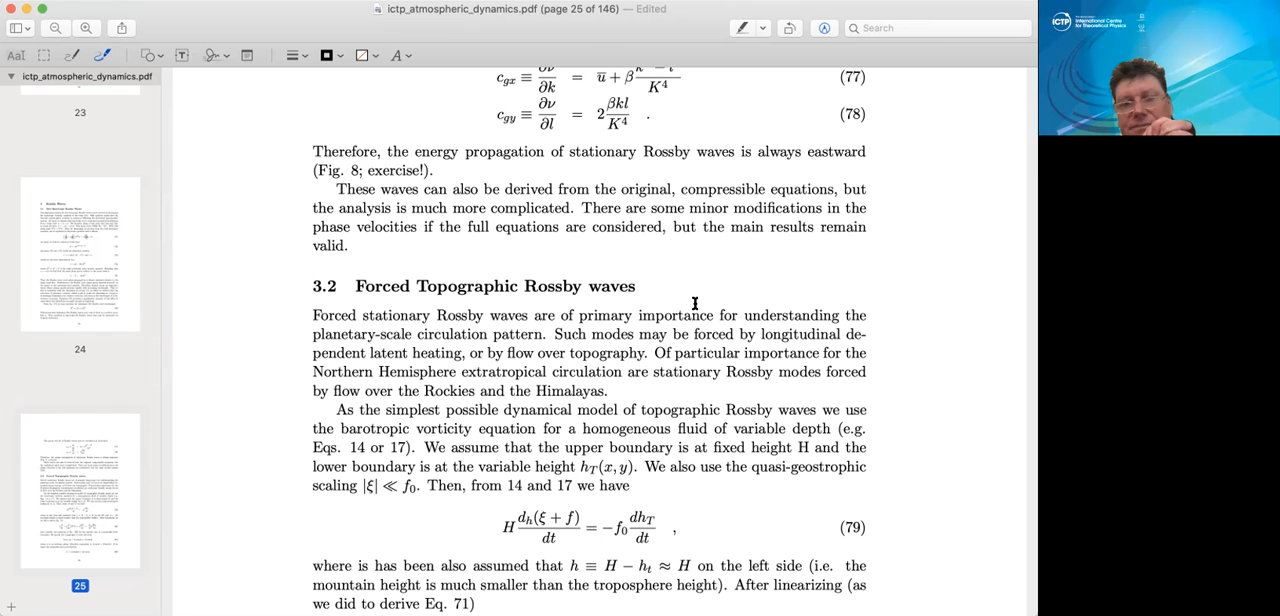 ictp_atmospheric_dynamics.pdf (page 25 of 146) — Edited
Search
ictp_atmospheric_dynamics.pdf
23
24
25
c_{gx} ≡ ∂ν/∂k = u̅ + β /K⁴ (77)
c_{gy} ≡ ∂ν/∂l = 2 βkl/K⁴ . (78)
Therefore, the energy propagation of stationary Rossby waves is always eastward
(Fig. 8; exercise!).
These waves can also be derived from the original, compressible equations, but
the analysis is much more complicated. There are some minor modifications in the
phase velocities if the full equations are considered, but the main results remain
valid.
3.2 Forced Topographic Rossby waves
Forced stationary Rossby waves are of primary importance for understanding the
planetary-scale circulation pattern. Such modes may be forced by longitudinal de-
pendent latent heating, or by flow over topography. Of particular importance for the
Northern Hemisphere extratropical circulation are stationary Rossby modes forced
by flow over the Rockies and the Himalayas.
As the simplest possible dynamical model of topographic Rossby waves we use
the barotropic vorticity equation for a homogeneous fluid of variable depth (e.g.
Eqs. 14 or 17). We assume that the upper boundary is at fixed height H and the
lower boundary is at the variable height h_T(x, y). We also use the quasi-geostrophic
scaling |ξ| ≪ f₀. Then, from 14 and 17 we have
H d_h(ξ + f)/dt = −f₀ dh_T/dt , (79)
where is has been also assumed that h ≡ H − h_t ≈ H on the left side (i.e. the
mountain height is much smaller than the troposphere height). After linearizing (as
we did to derive Eq. 71)
ICTP
International Centre
for Theoretical Physics